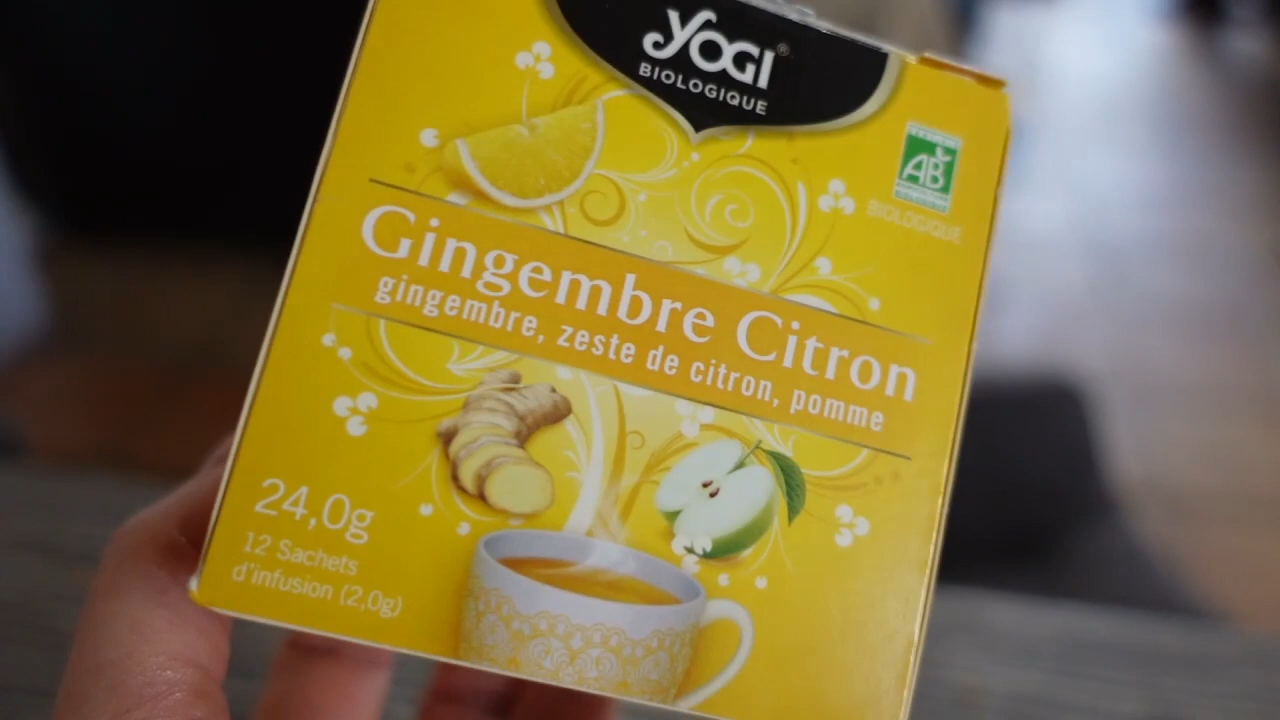 YOGI®
BIOLOGIQUE
AB
BIOLOGIQUE
Gingembre Citron
gingembre, zeste de citron, pomme
24,0g
12 Sachets
d'infusion (2,0g)